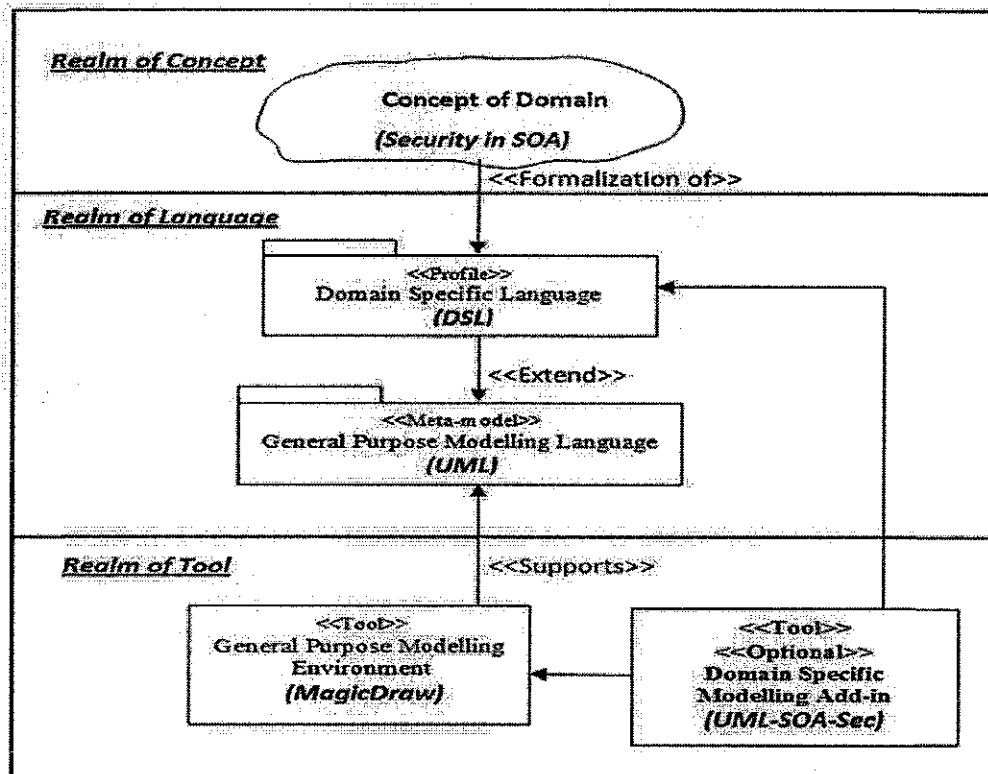 Realm of Concept
Concept of Domain
(Security in SOA)
<<Formalization of>>
Realm of Language
<<Profile>>
Domain Specific Language
(DSL)
<<Extend>>
<<Meta-model>>
General Purpose Modelling Language
(UML)
Realm of Tool
<<Supports>>
<<Tool>>
General Purpose Modelling
Environment
(MagicDraw)
<<Tool>>
<<Optional>>
Domain Specific
Modelling Add-in
(UML-SOA-Sec)